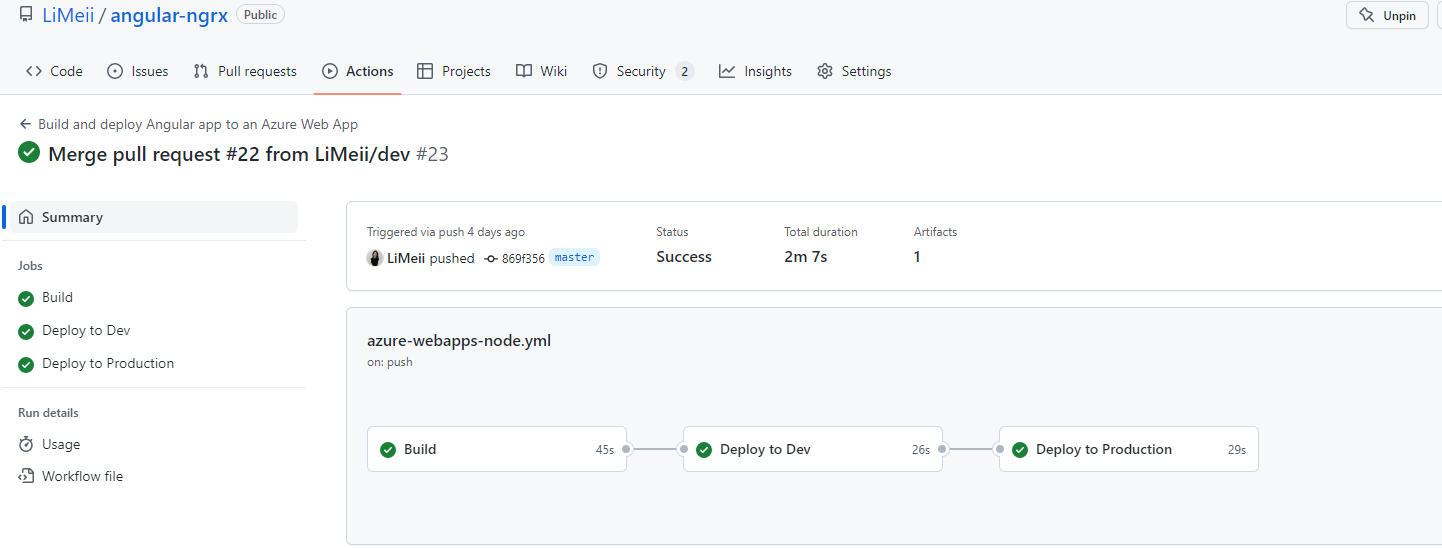 LiMeii / angular-ngrx Public Unpin
Code Issues Pull requests Actions Projects Wiki Security 2 Insights Settings
Build and deploy Angular app to an Azure Web App
Merge pull request #22 from LiMeii/dev #23
Summary
Jobs
Build
Deploy to Dev
Deploy to Production
Run details
Usage
Workflow file
Triggered via push 4 days ago Status Total duration Artifacts
LiMeii pushed 869f356 master Success 2m 7s 1
azure-webapps-node.yml
on: push
Build 45s Deploy to Dev 26s Deploy to Production 29s